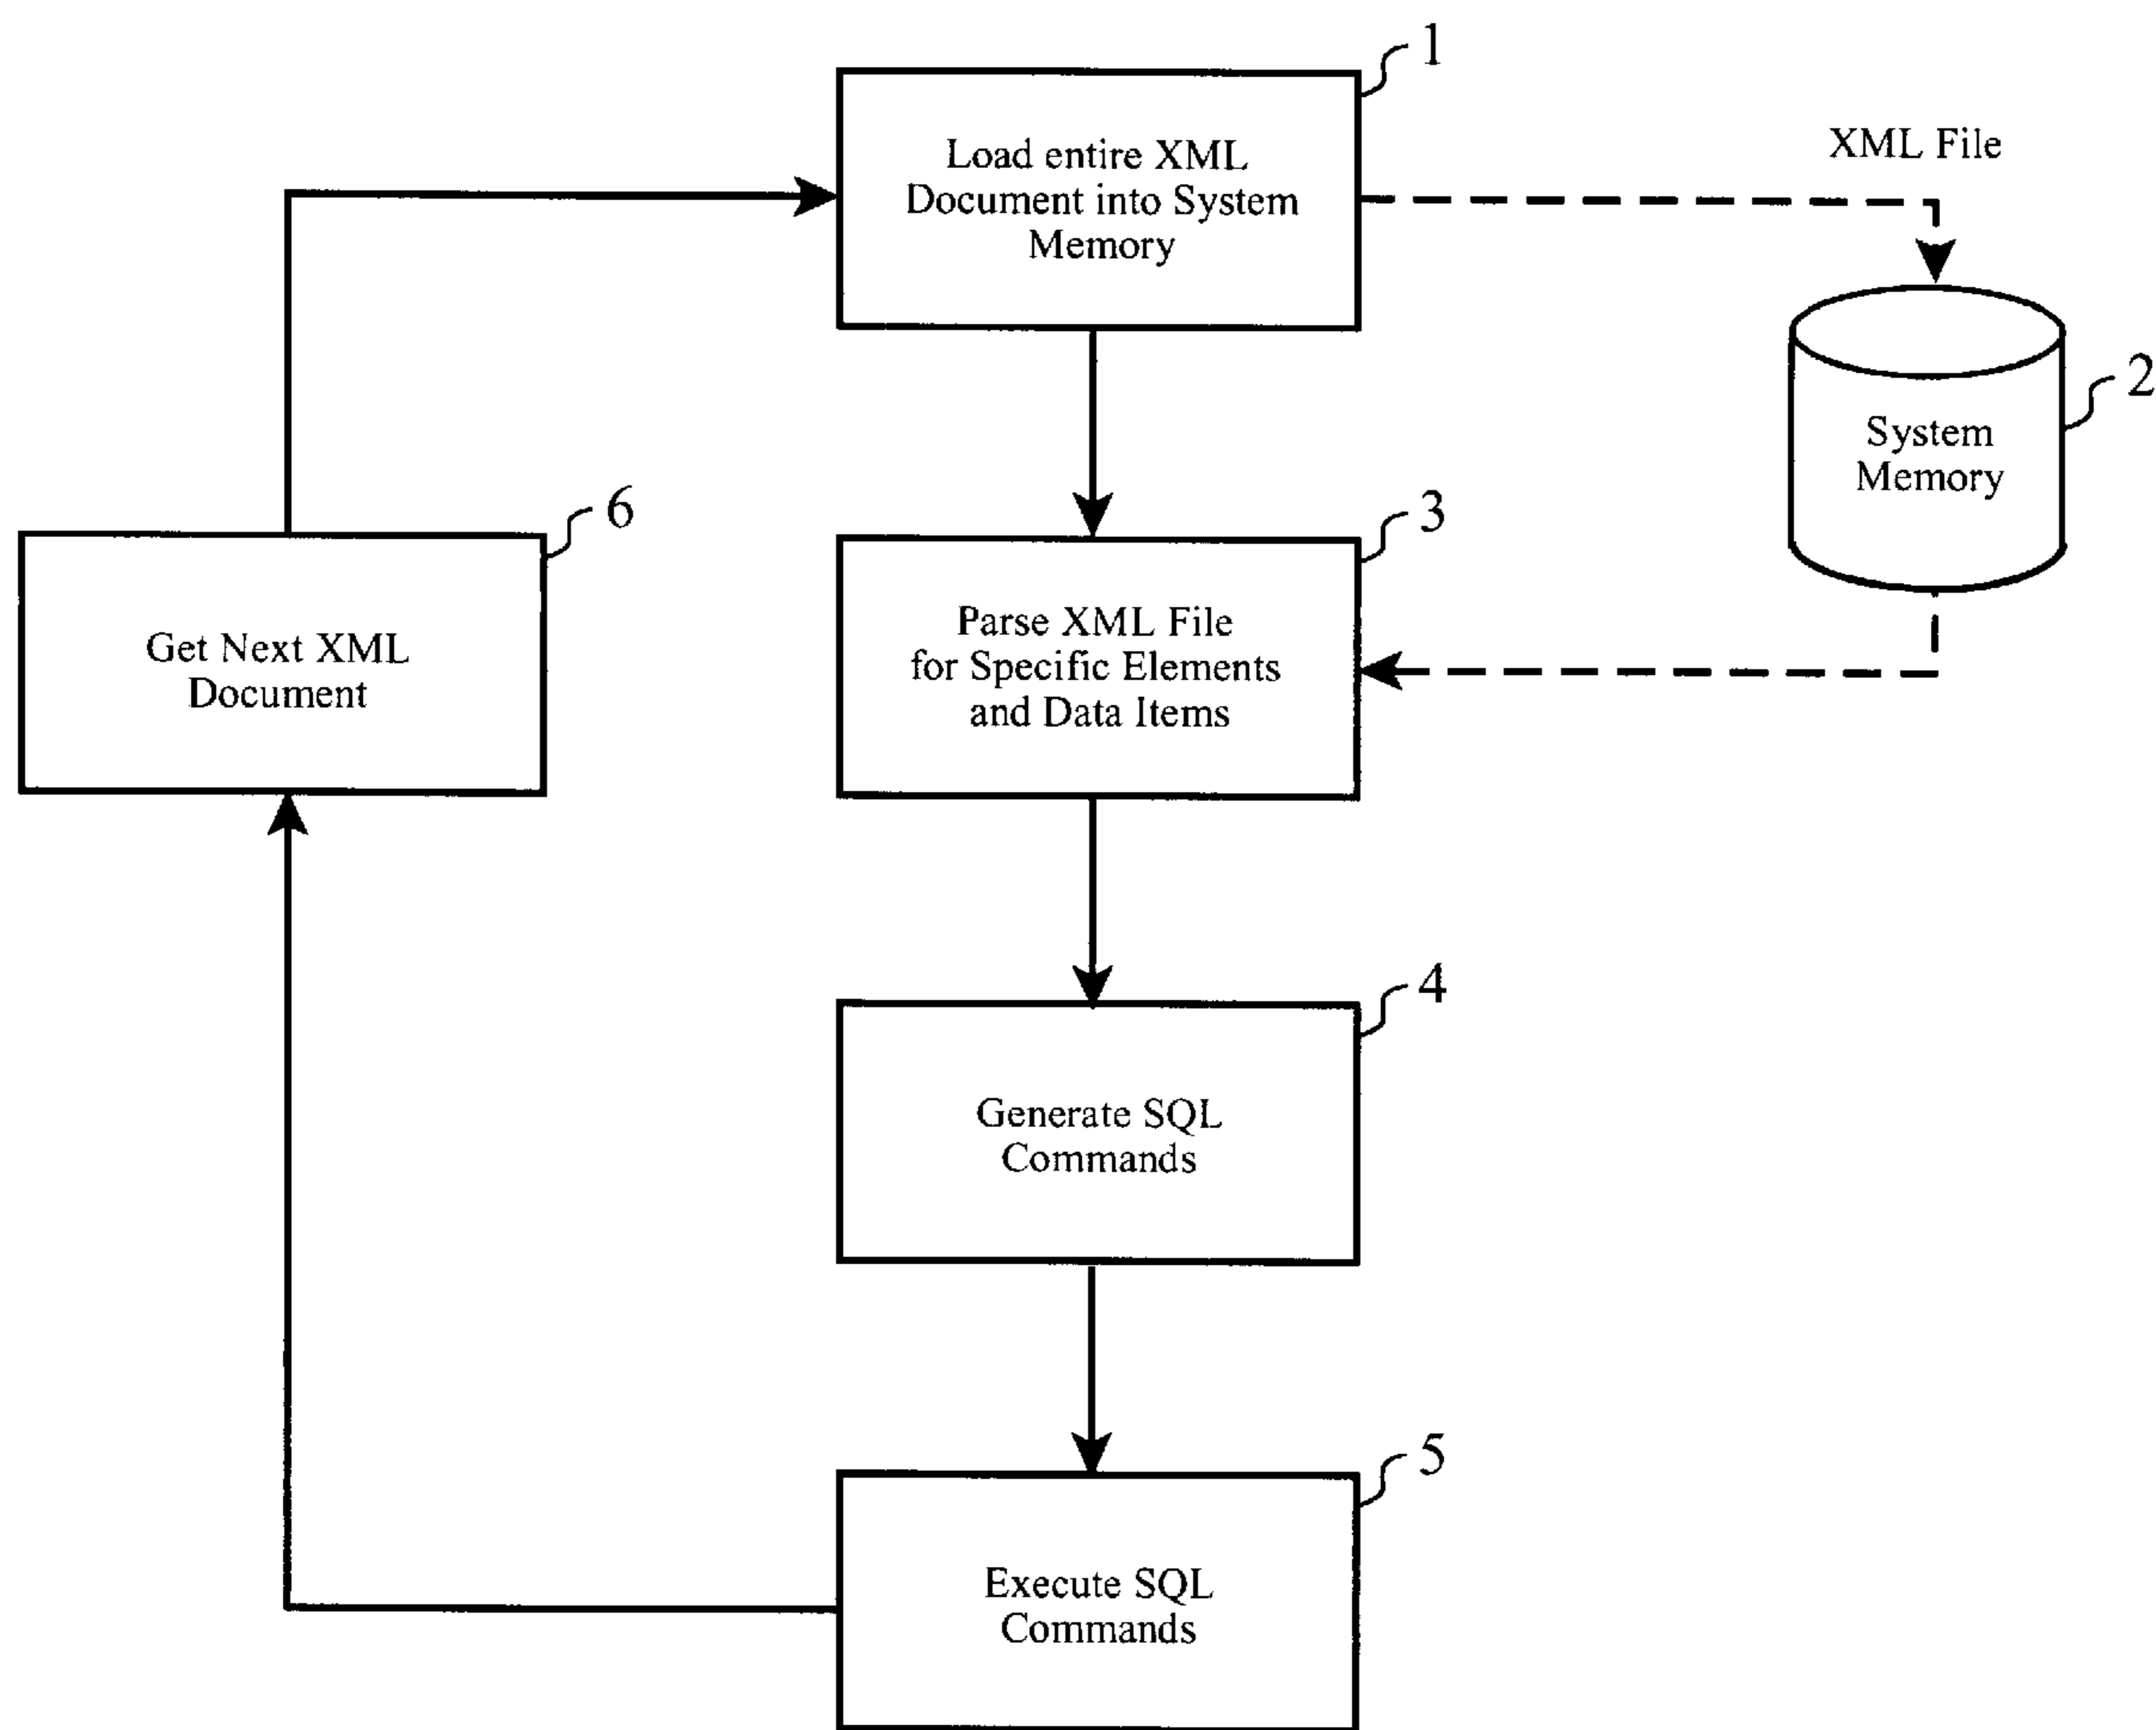 1
Load entire XML
Document into System
Memory
XML File
System
Memory
2
6
Get Next XML
Document
3
Parse XML File
for Specific Elements
and Data Items
4
Generate SQL
Commands
5
Execute SQL
Commands